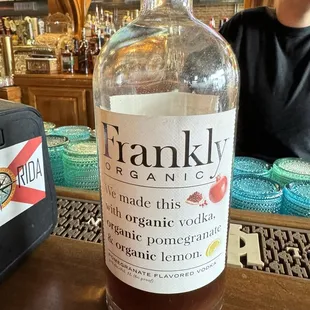 Frankly
ORGANIC
We made this
with organic vodka,
organic pomegranate
& organic lemon.
POMEGRANATE FLAVORED VODKA
RIDA